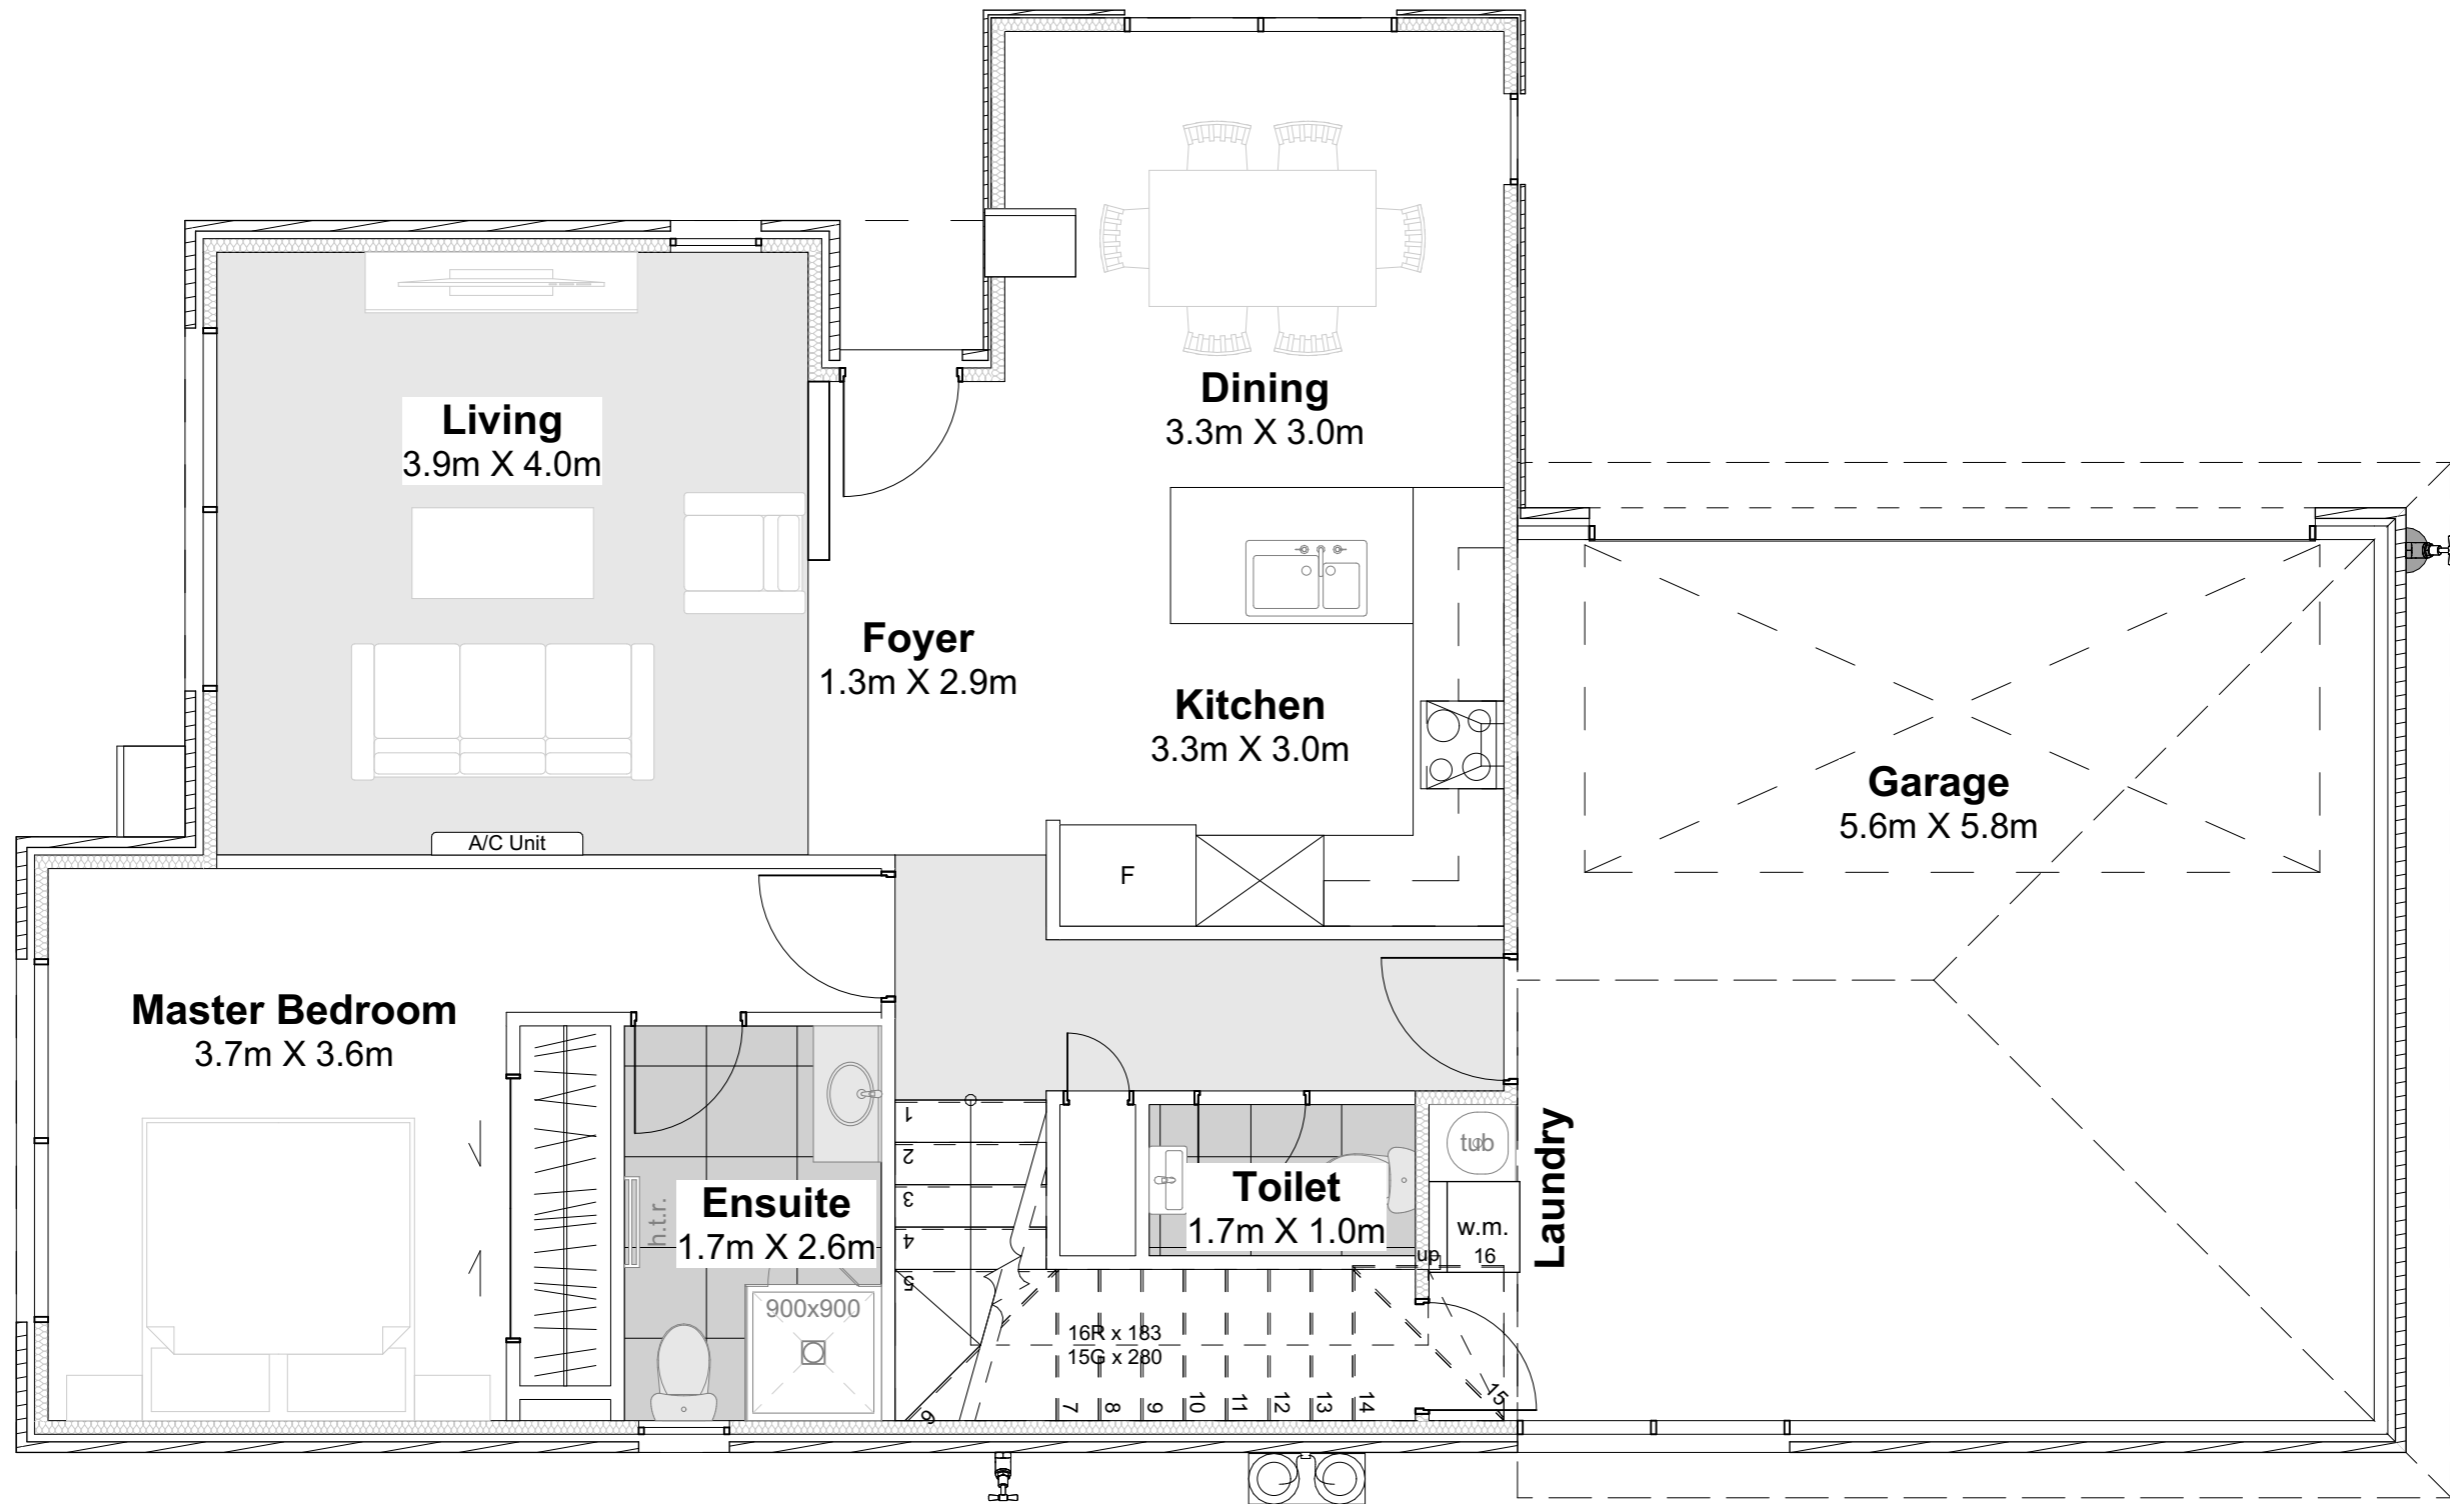 Dining
3.3m X 3.0m
Living
3.9m X 4.0m
Foyer
1.3m X 2.9m
Kitchen
3.3m X 3.0m
Garage
5.6m X 5.8m
A/C Unit
F
Master Bedroom
3.7m X 3.6m
Ensuite
1.7m X 2.6m
h.t.r.
900x900
Toilet
1.7m X 1.0m
Laundry
tub
w.m.
16
up
1
2
3
4
5
6
16R x 183
15G x 280
7
8
9
10
11
12
13
14
15